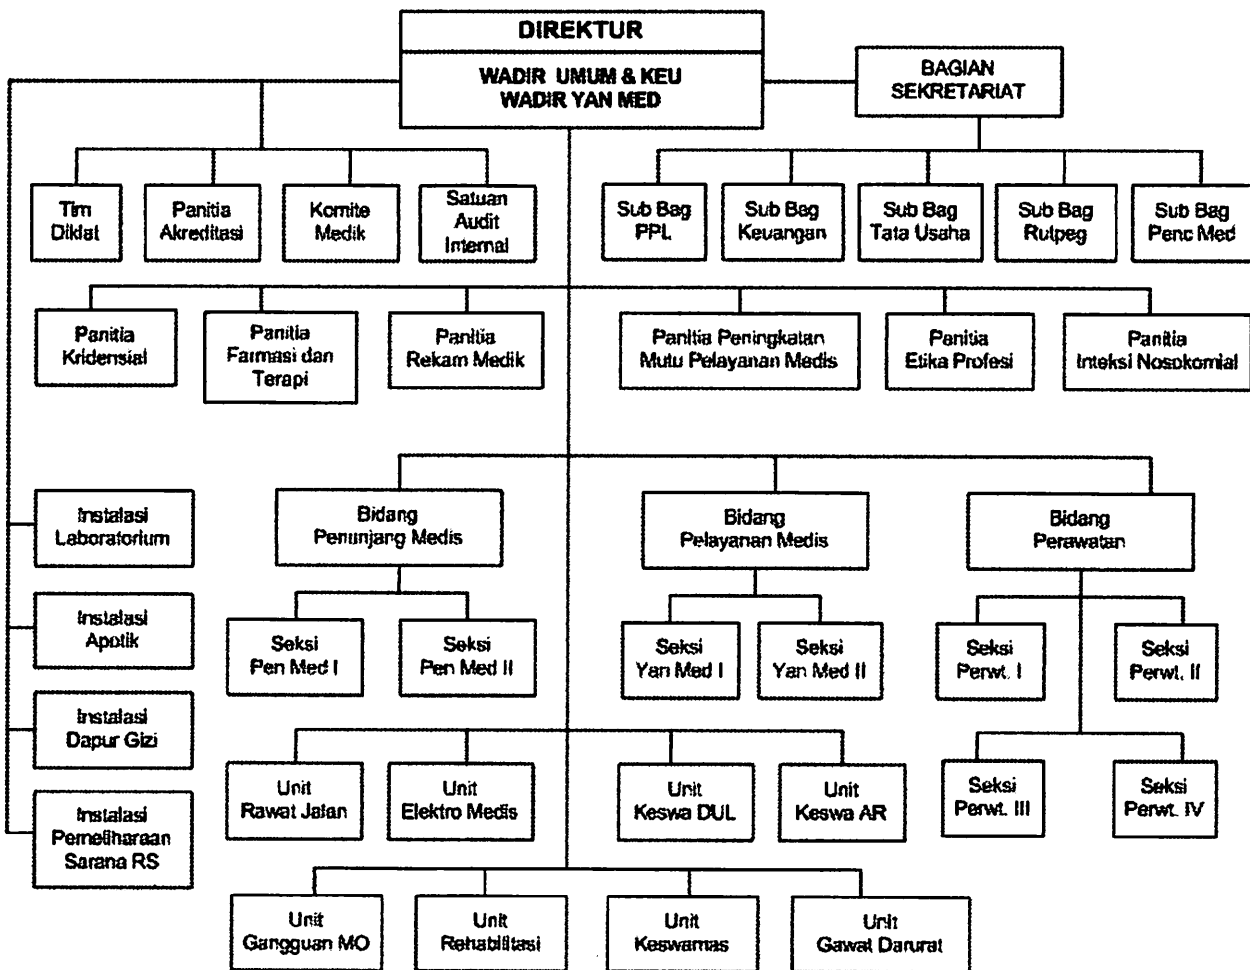 DIREKTUR
WADIR UMUM & KEU
WADIR YAN MED
BAGIAN
SEKRETARIAT
Tim
Diklat
Panitia
Akreditasi
Komite
Medik
Satuan
Audit
Internal
Sub Bag
PPL
Sub Bag
Keuangan
Sub Bag
Tata Usaha
Sub Bag
Rutpeg
Sub Bag
Penc Med
Panitia
Kridensial
Panitia
Farmasi dan
Terapi
Panitia
Rekam Medik
Panitia Peningkatan
Mutu Pelayanan Medis
Panitia
Etika Profesi
Panitia
Inteksi Nosokomial
Instalasi
Laboratorium
Bidang
Penunjang Medis
Bidang
Pelayanan Medis
Bidang
Perawatan
Instalasi
Apotik
Seksi
Pen Med I
Seksi
Pen Med II
Seksi
Yan Med I
Seksi
Yan Med II
Seksi
Perwt. I
Seksi
Perwt. II
Instalasi
Dapur Gizi
Unit
Rawat Jalan
Unit
Elektro Medis
Unit
Keswa DUL
Unit
Keswa AR
Seksi
Perwt. III
Seksi
Perwt. IV
Instalasi
Pemeliharaan
Sarana RS
Unit
Gangguan MO
Unit
Rehabilitasi
Unit
Keswamas
Unit
Gawat Darurat